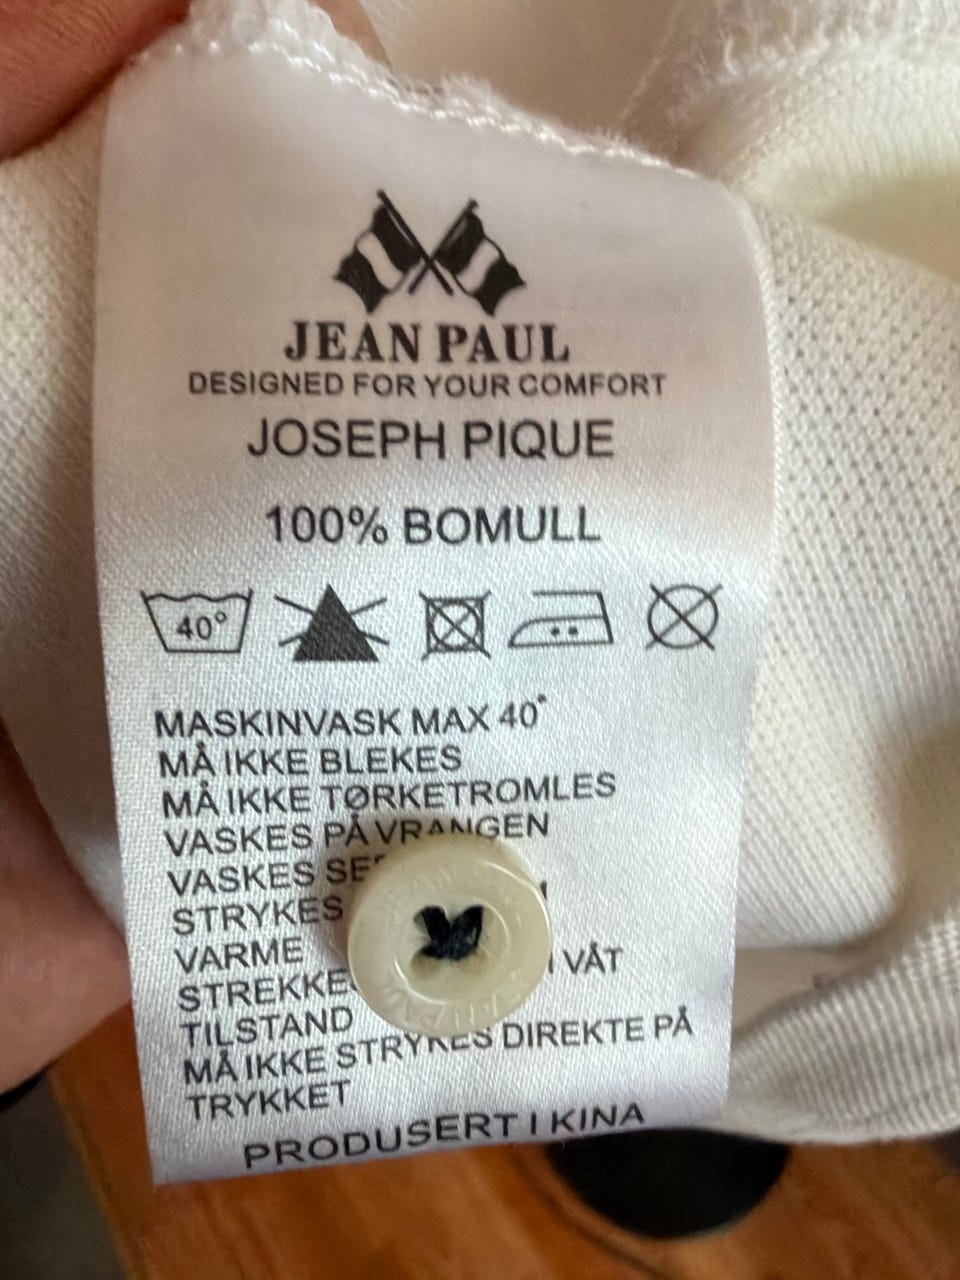 JEAN PAUL
DESIGNED FOR YOUR COMFORT
JOSEPH PIQUE
100% BOMULL
40°
MASKINVASK MAX 40°
MÅ IKKE BLEKES
MÅ IKKE TØRKETROMLES
VASKES PÅ VRANGEN
VASKES
STRYKES
VARME
VÅT
TILSTAND
MÅ IKKE STRYKES DIREKTE PÅ
TRYKKET
PRODUSERT I KINA